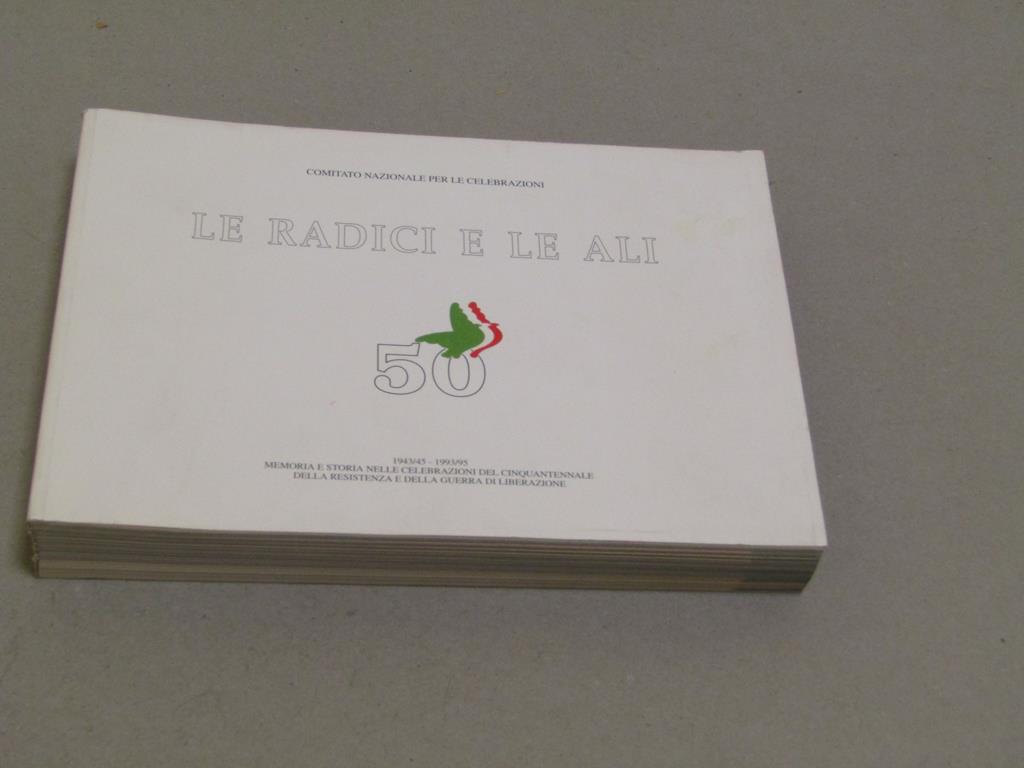 COMITATO NAZIONALE PER LE CELEBRAZIONI
LE RADICI E LE ALI
50
1943/45 - 1993/95
MEMORIA E STORIA NELLE CELEBRAZIONI DEL CINQUANTENNALE
DELLA RESISTENZA E DELLA GUERRA DI LIBERAZIONE